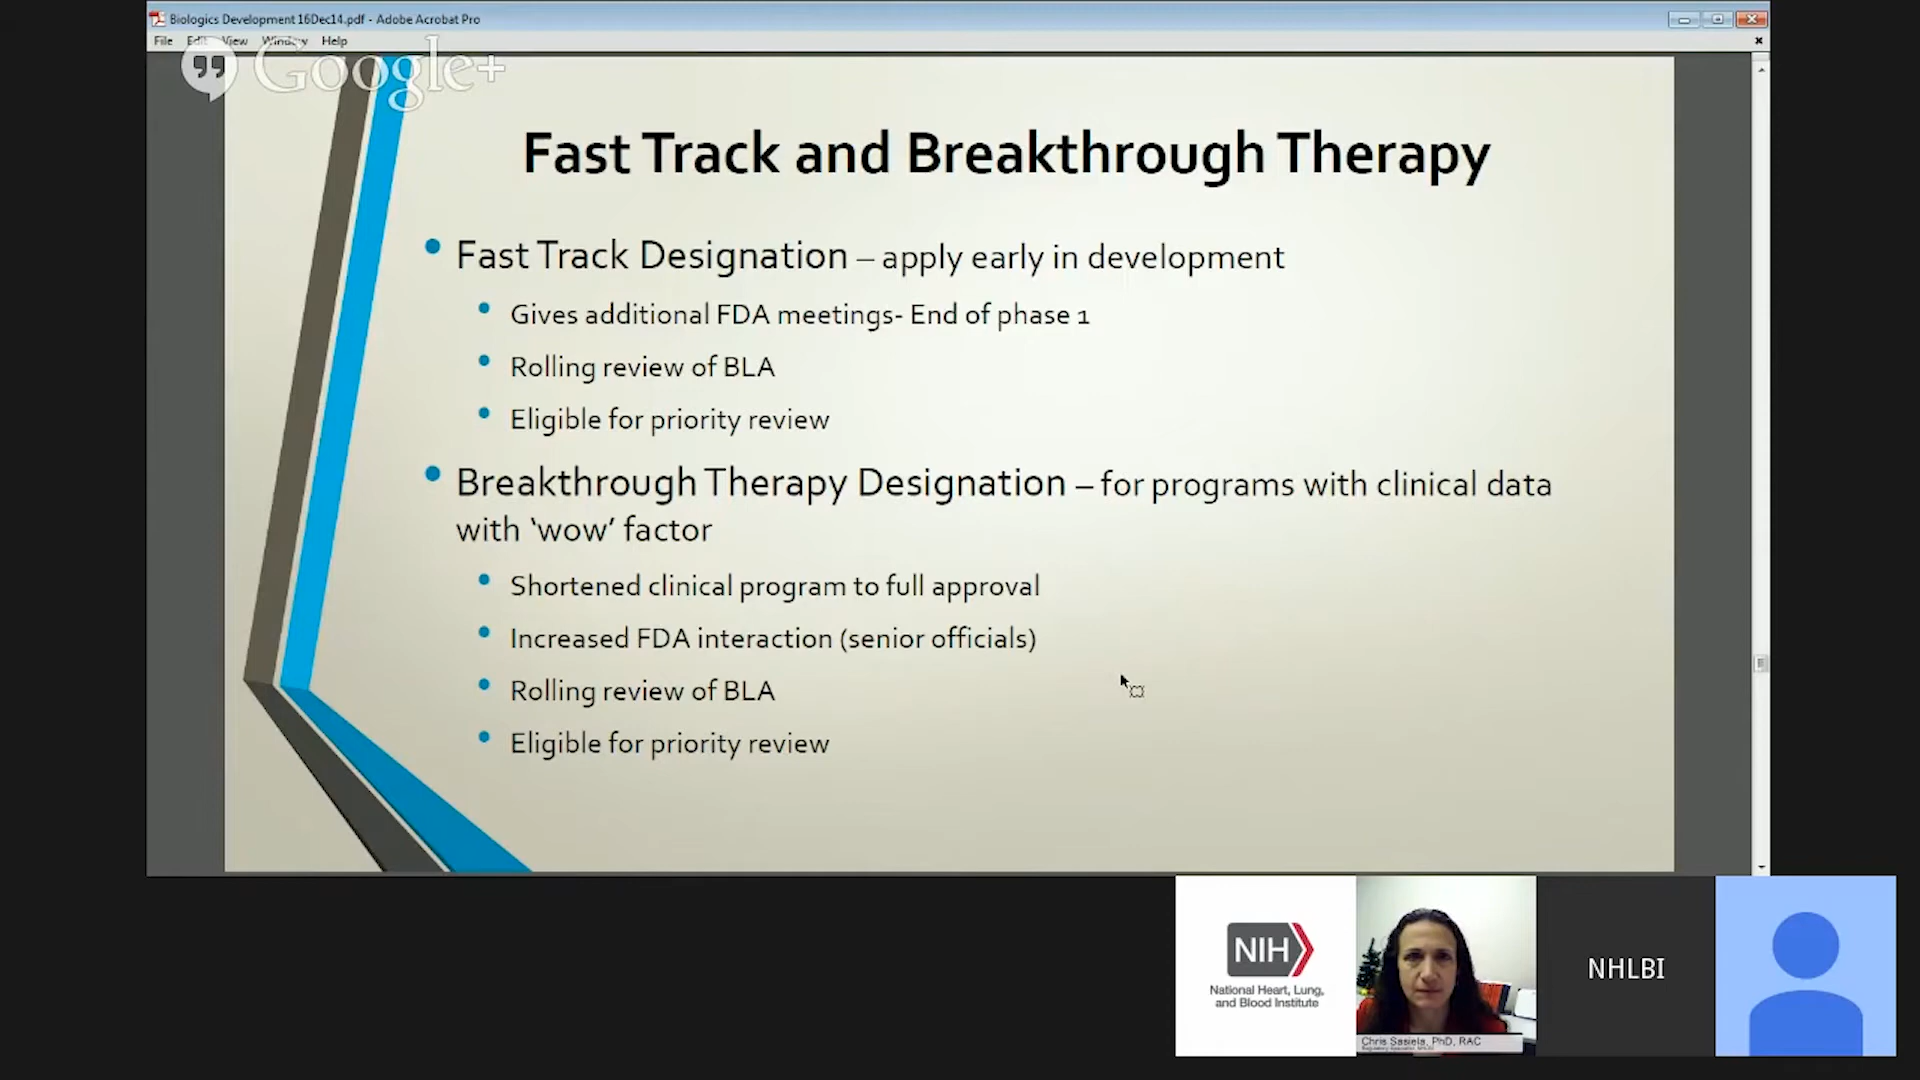 Biologics Development 16Dec14.pdf - Adobe Acrobat Pro
File Edit View Window Help
Google+
Fast Track and Breakthrough Therapy
Fast Track Designation – apply early in development
Gives additional FDA meetings- End of phase 1
Rolling review of BLA
Eligible for priority review
Breakthrough Therapy Designation – for programs with clinical data
with ‘wow’ factor
Shortened clinical program to full approval
Increased FDA interaction (senior officials)
Rolling review of BLA
Eligible for priority review
NIH
National Heart, Lung,
and Blood Institute
Chris Sasiela, PhD, RAC
NHLBI